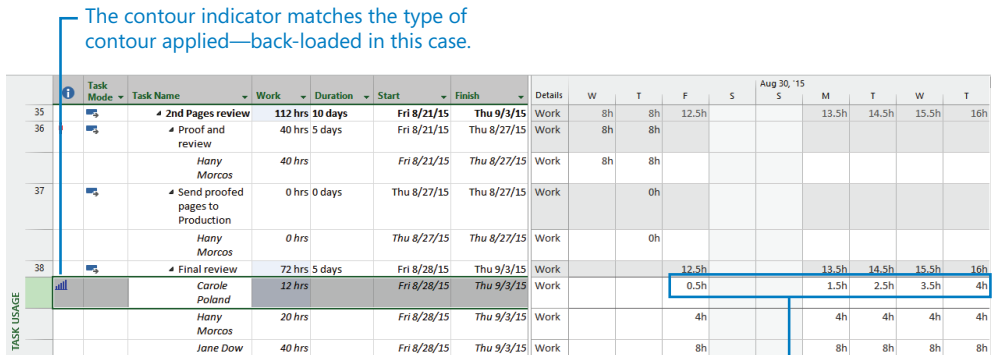 The contour indicator matches the type of
contour applied—back-loaded in this case.
Aug 30, '15
Task Mode Task Name Work Duration Start Finish Details W T F S S M T W T
35 2nd Pages review 112 hrs 10 days Fri 8/21/15 Thu 9/3/15 Work 8h 8h 12.5h 13.5h 14.5h 15.5h 16h
36 Proof and review 40 hrs 5 days Fri 8/21/15 Thu 8/27/15 Work 8h 8h
Hany Morcos 40 hrs Fri 8/21/15 Thu 8/27/15 Work 8h 8h
37 Send proofed pages to Production 0 hrs 0 days Thu 8/27/15 Thu 8/27/15 Work 0h
Hany Morcos 0 hrs Thu 8/27/15 Thu 8/27/15 Work 0h
38 Final review 72 hrs 5 days Fri 8/28/15 Thu 9/3/15 Work 12.5h 13.5h 14.5h 15.5h 16h
Carole Poland 12 hrs Fri 8/28/15 Thu 9/3/15 Work 0.5h 1.5h 2.5h 3.5h 4h
Hany Morcos 20 hrs Fri 8/28/15 Thu 9/3/15 Work 4h 4h 4h 4h 4h
Jane Dow 40 hrs Fri 8/28/15 Thu 9/3/15 Work 8h 8h 8h 8h 8h
TASK USAGE